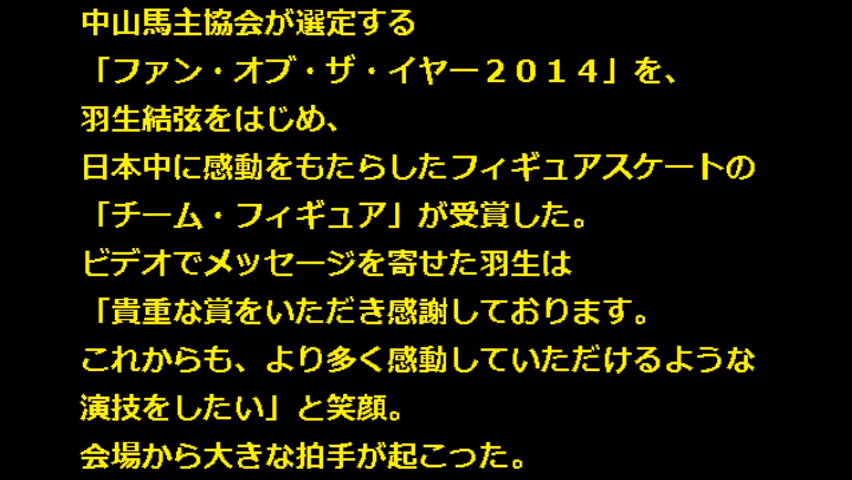 中山馬主協会が選定する
「ファン・オブ・ザ・イヤー２０１４」を、
羽生結弦をはじめ、
日本中に感動をもたらしたフィギュアスケートの
「チーム・フィギュア」が受賞した。
ビデオでメッセージを寄せた羽生は
「貴重な賞をいただき感謝しております。
これからも、より多く感動していただけるような
演技をしたい」と笑顔。
会場から大きな拍手が起こった。